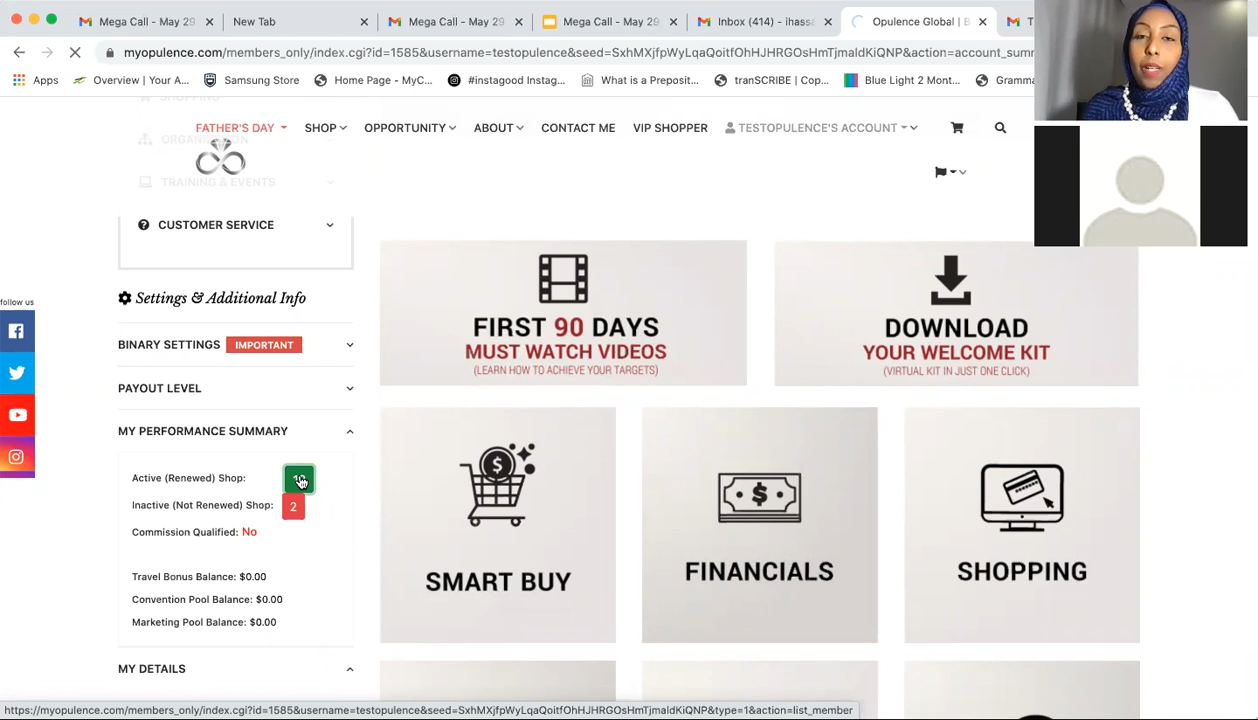 Mega Call - May 29
New Tab
Mega Call - May 29
Mega Call - May 29
Inbox (414) - ihass
Opulence Global | B
T
myopulence.com/members_only/index.cgi?id=1585&username=testopulence&seed=SxhMXjfpWyLqaQoitfOhHJHRGOsHmTjmaldKiQNP&action=account_sum
Apps
Overview | Your A...
Samsung Store
Home Page - MyC...
#instagood Instag...
What is a Preposit...
tranSCRIBE | Cop...
Blue Light 2 Mont...
Gramma
SHOPPING
FATHER'S DAY
SHOP
OPPORTUNITY
ABOUT
CONTACT ME
VIP SHOPPER
TESTOPULENCE'S ACCOUNT
ORGANIZATION
TRAINING & EVENTS
CUSTOMER SERVICE
follow us
Settings & Additional Info
BINARY SETTINGS
IMPORTANT
PAYOUT LEVEL
MY PERFORMANCE SUMMARY
Active (Renewed) Shop:
Inactive (Not Renewed) Shop:
2
Commission Qualified: No
Travel Bonus Balance: $0.00
Convention Pool Balance: $0.00
Marketing Pool Balance: $0.00
MY DETAILS
FIRST 90 DAYS
MUST WATCH VIDEOS
(LEARN HOW TO ACHIEVE YOUR TARGETS)
DOWNLOAD
YOUR WELCOME KIT
(VIRTUAL KIT IN JUST ONE CLICK)
SMART BUY
FINANCIALS
SHOPPING
https://myopulence.com/members_only/index.cgi?id=1585&username=testopulence&seed=SxhMXjfpWyLqaQoitfOhHJHRGOsHmTjmaldKiQNP&type=1&action=list_member